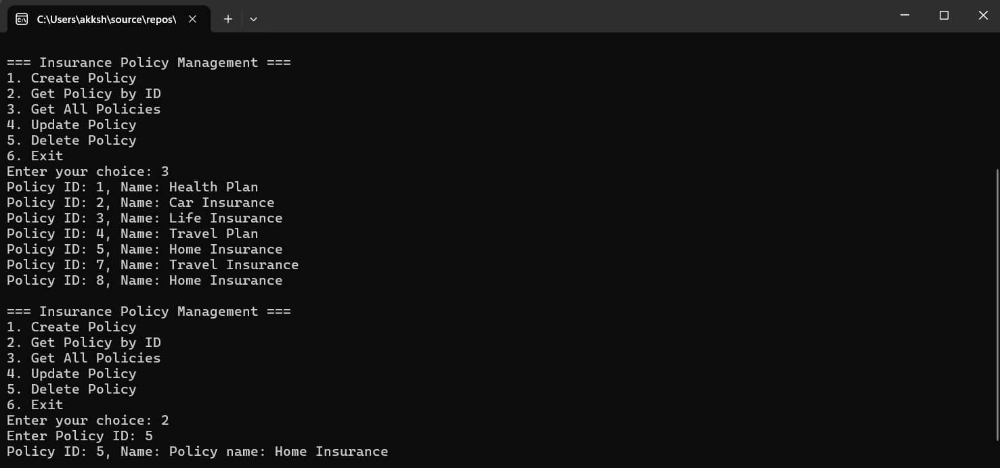 C:\Users\akksh\source\repos\
=== Insurance Policy Management ===
1. Create Policy
2. Get Policy by ID
3. Get All Policies
4. Update Policy
5. Delete Policy
6. Exit
Enter your choice: 3
Policy ID: 1, Name: Health Plan
Policy ID: 2, Name: Car Insurance
Policy ID: 3, Name: Life Insurance
Policy ID: 4, Name: Travel Plan
Policy ID: 5, Name: Home Insurance
Policy ID: 7, Name: Travel Insurance
Policy ID: 8, Name: Home Insurance
=== Insurance Policy Management ===
1. Create Policy
2. Get Policy by ID
3. Get All Policies
4. Update Policy
5. Delete Policy
6. Exit
Enter your choice: 2
Enter Policy ID: 5
Policy ID: 5, Name: Policy name: Home Insurance